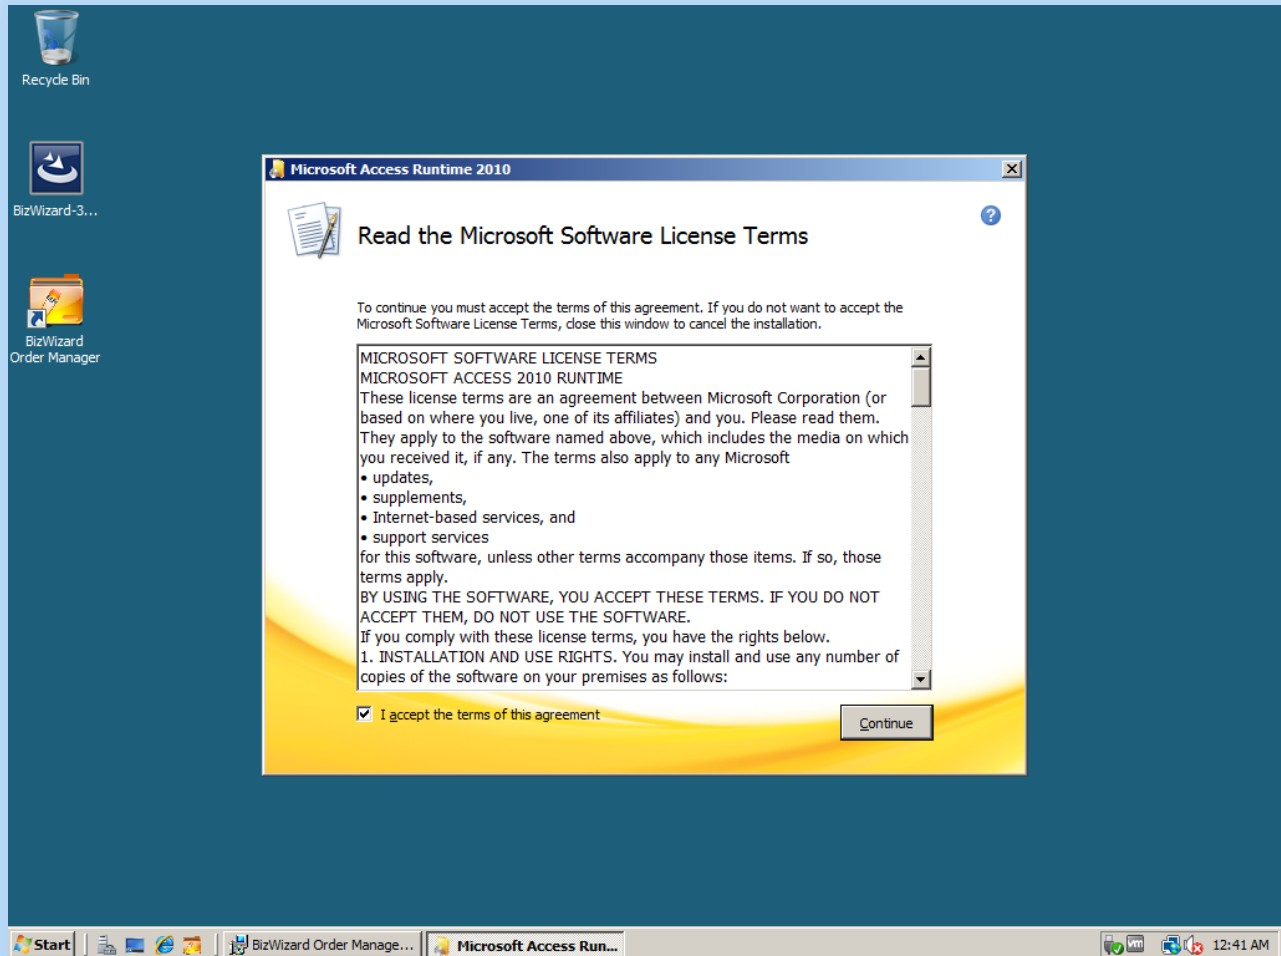 Recycle Bin
BizWizard-3...
BizWizard
Order Manager
Microsoft Access Runtime 2010
Read the Microsoft Software License Terms
To continue you must accept the terms of this agreement. If you do not want to accept the
Microsoft Software License Terms, close this window to cancel the installation.
MICROSOFT SOFTWARE LICENSE TERMS
MICROSOFT ACCESS 2010 RUNTIME
These license terms are an agreement between Microsoft Corporation (or
based on where you live, one of its affiliates) and you. Please read them.
They apply to the software named above, which includes the media on which
you received it, if any. The terms also apply to any Microsoft
• updates,
• supplements,
• Internet-based services, and
• support services
for this software, unless other terms accompany those items. If so, those
terms apply.
BY USING THE SOFTWARE, YOU ACCEPT THESE TERMS. IF YOU DO NOT
ACCEPT THEM, DO NOT USE THE SOFTWARE.
If you comply with these license terms, you have the rights below.
1. INSTALLATION AND USE RIGHTS. You may install and use any number of
copies of the software on your premises as follows:
I accept the terms of this agreement
Continue
Start
BizWizard Order Manage...
Microsoft Access Run...
vm
12:41 AM